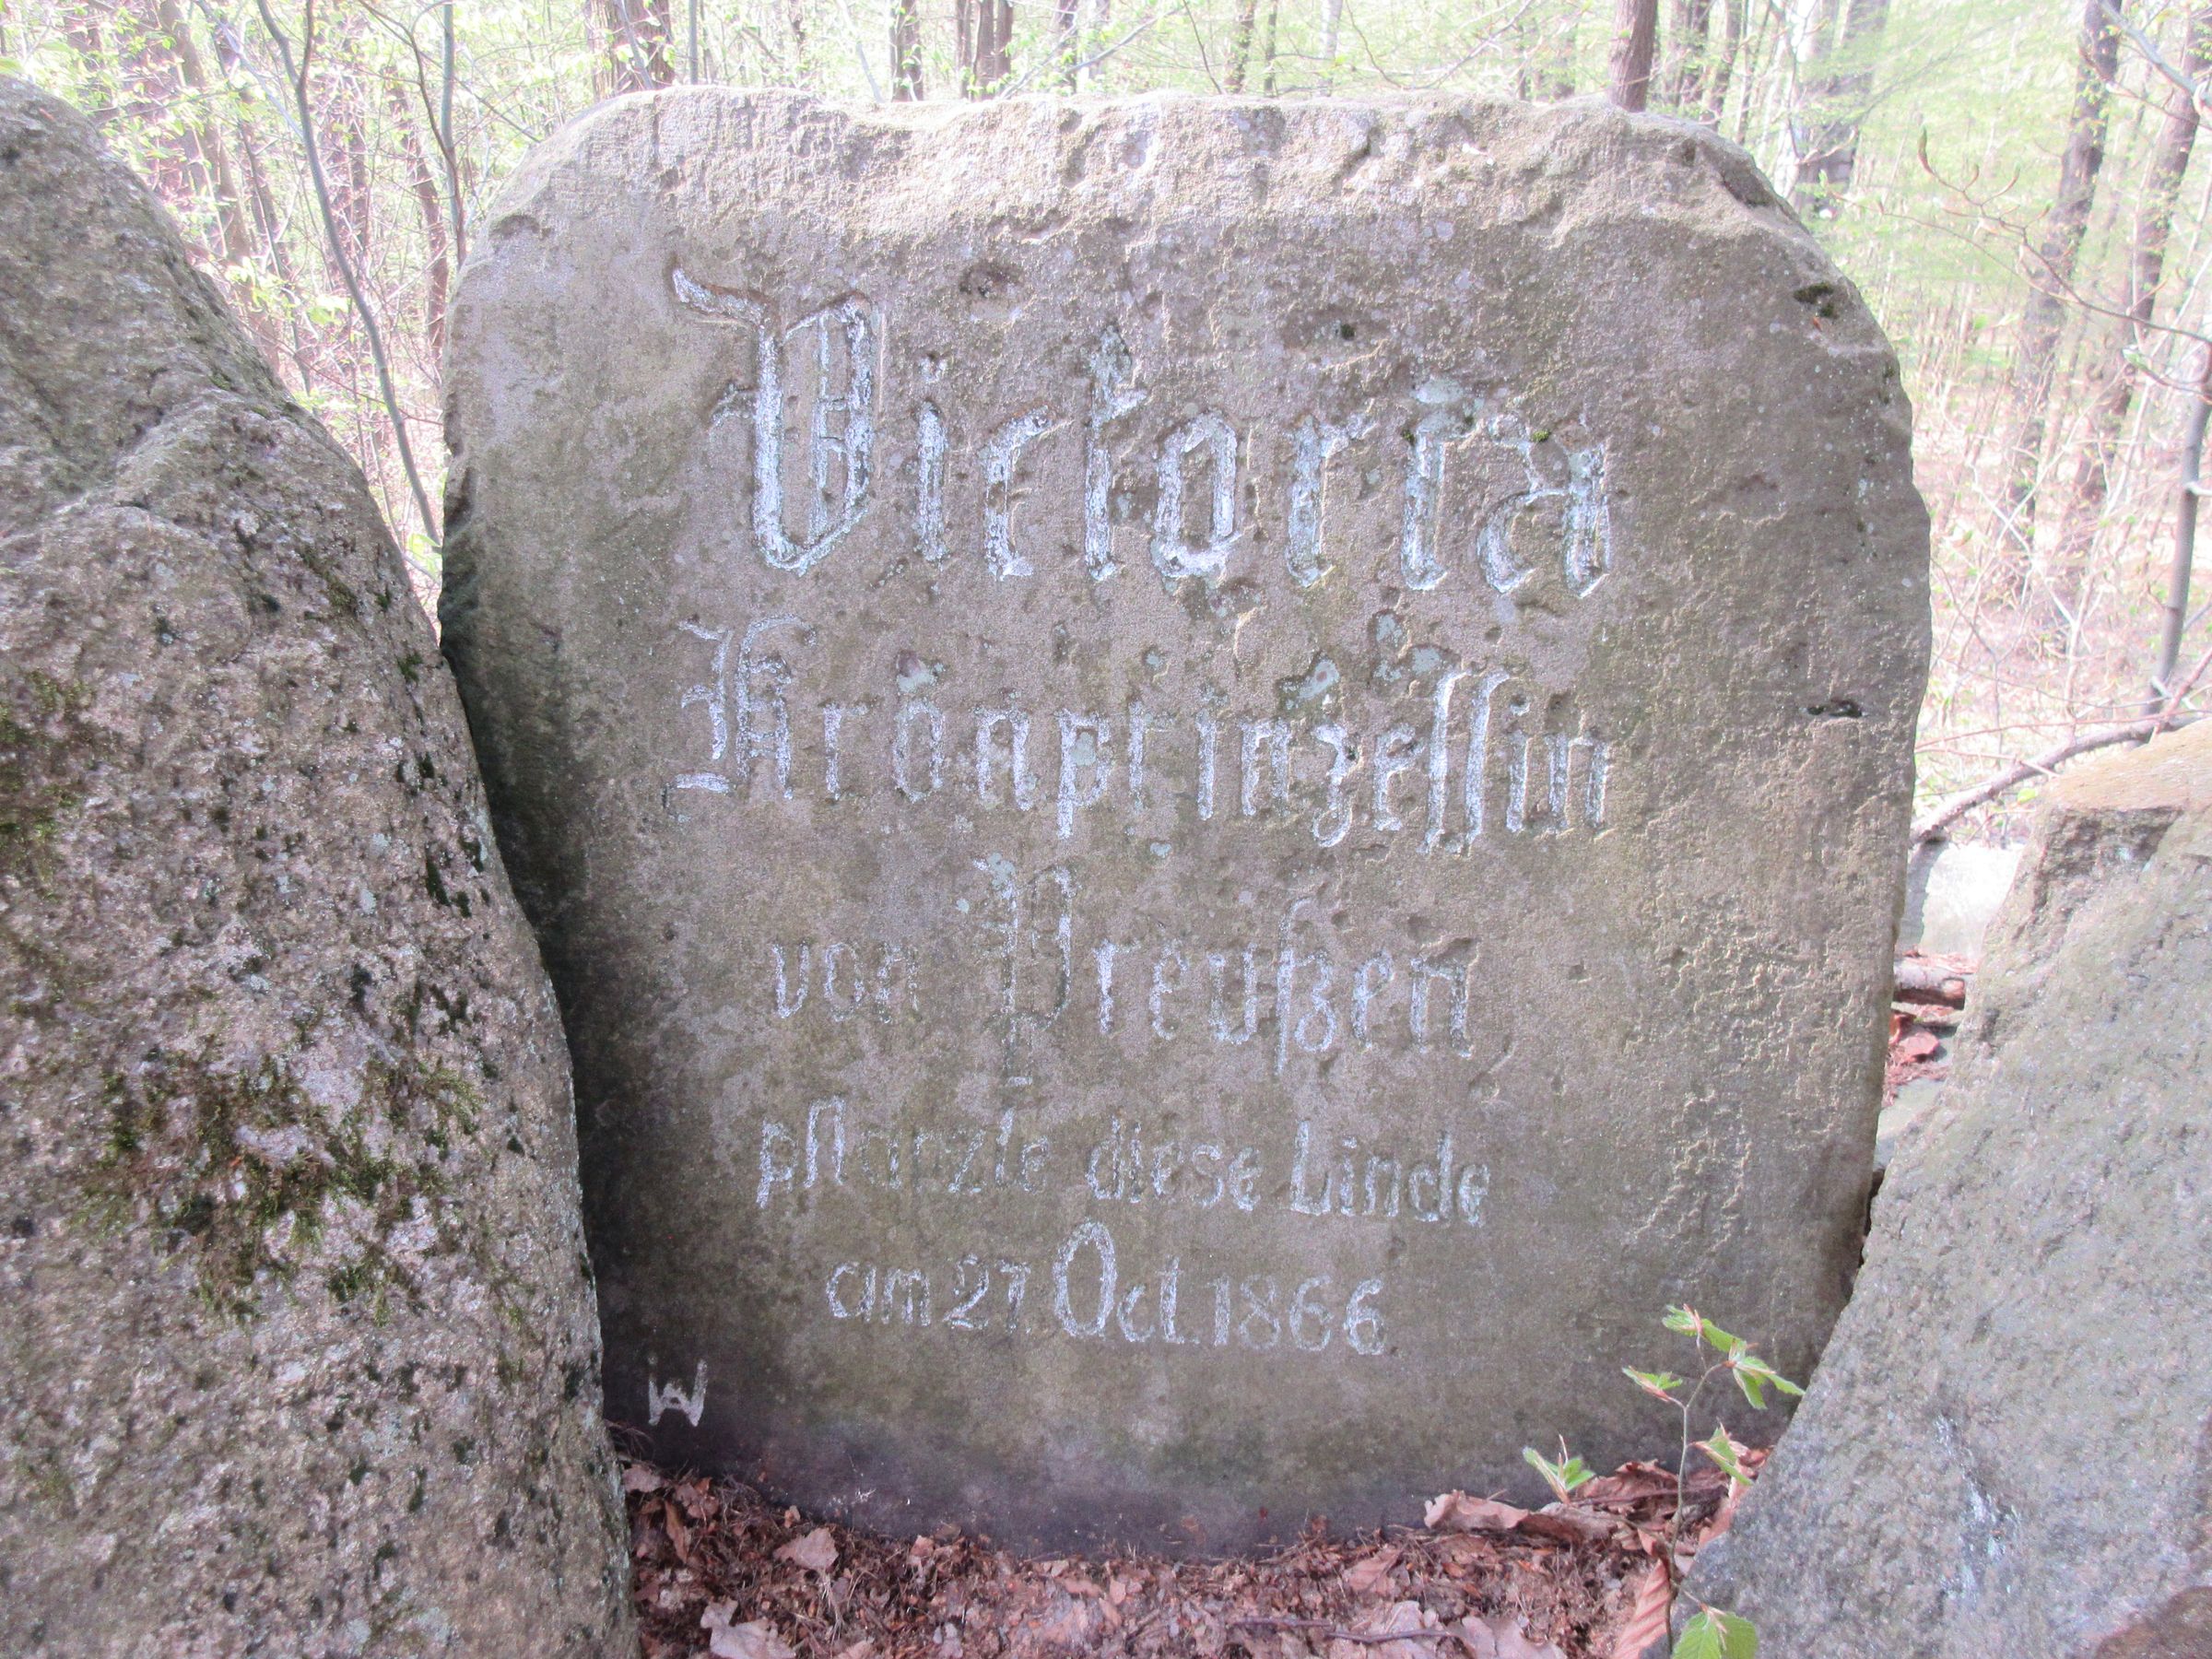 Victoria
Kronprinzessin
von Preußen,
pflanzte diese Linde
am 27 Oct. 1866
W